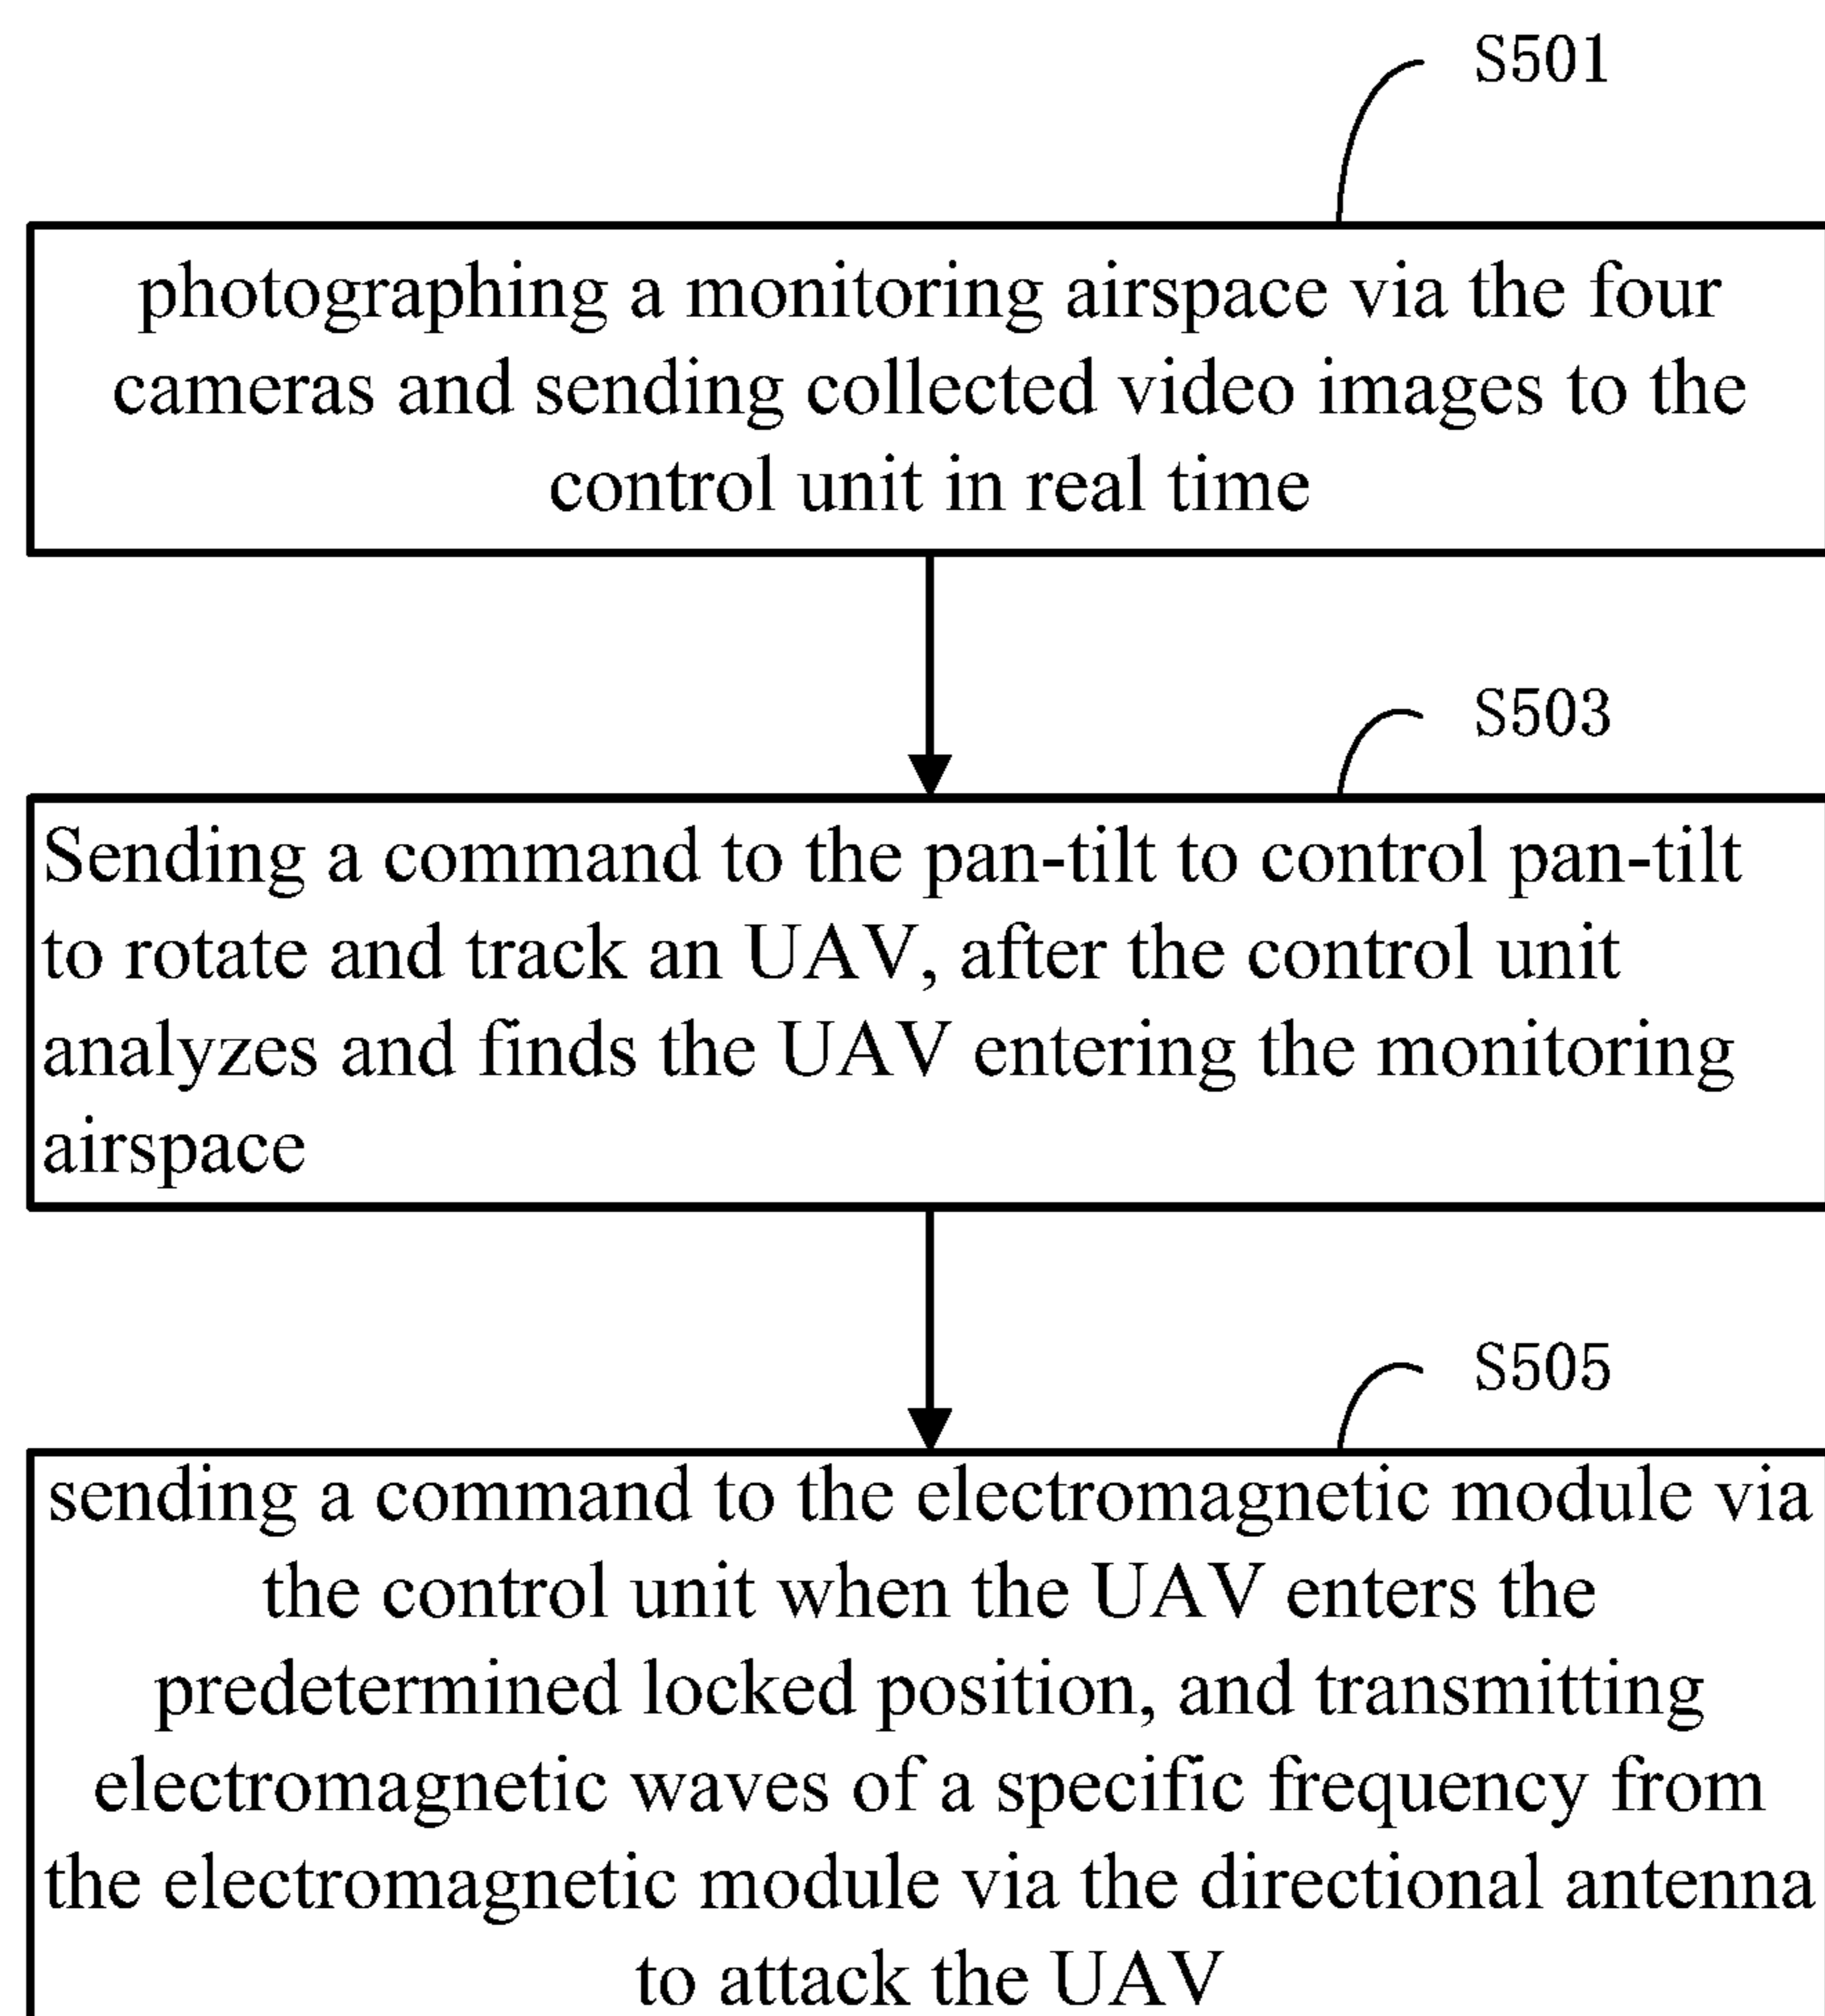 S501
photographing a monitoring airspace via the four
cameras and sending collected video images to the
control unit in real time
S503
Sending a command to the pan-tilt to control pan-tilt
to rotate and track an UAV, after the control unit
analyzes and finds the UAV entering the monitoring
airspace
S505
sending a command to the electromagnetic module via
the control unit when the UAV enters the
predetermined locked position, and transmitting
electromagnetic waves of a specific frequency from
the electromagnetic module via the directional antenna
to attack the UAV